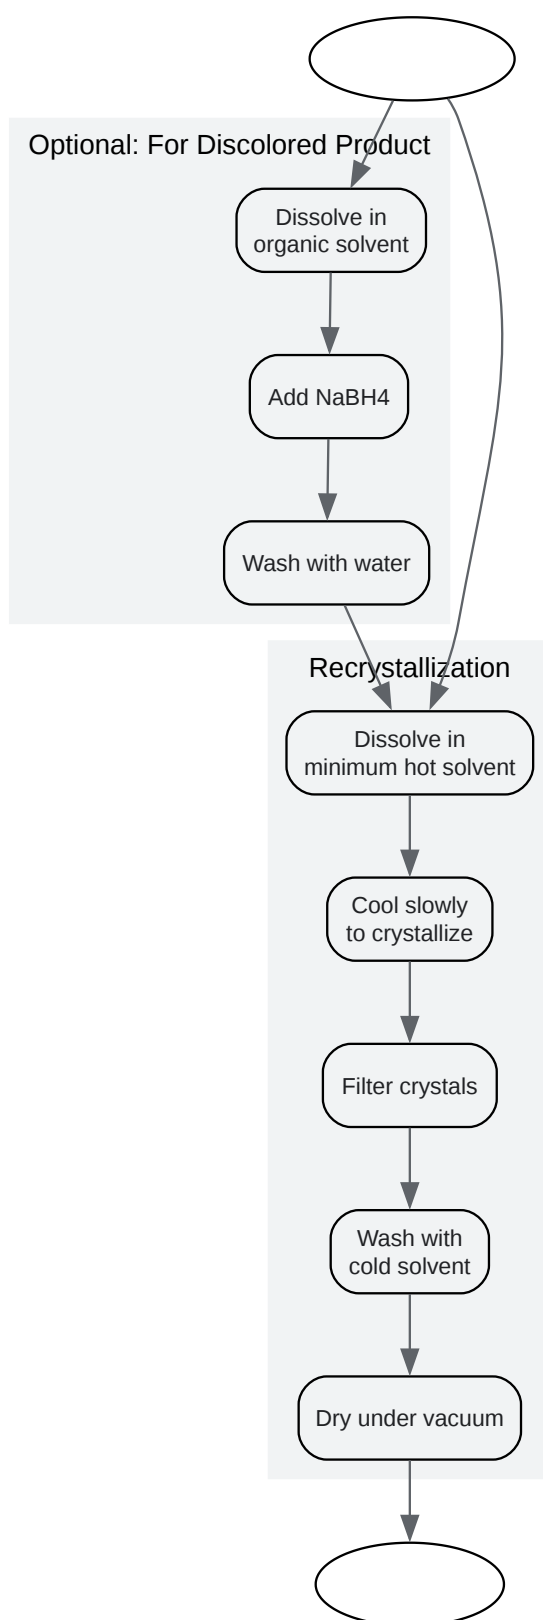 Optional: For Discolored Product
Dissolve in
organic solvent
Add NaBH4
Wash with water
Recrystallization
Dissolve in
minimum hot solvent
Cool slowly
to crystallize
Filter crystals
Wash with
cold solvent
Dry under vacuum